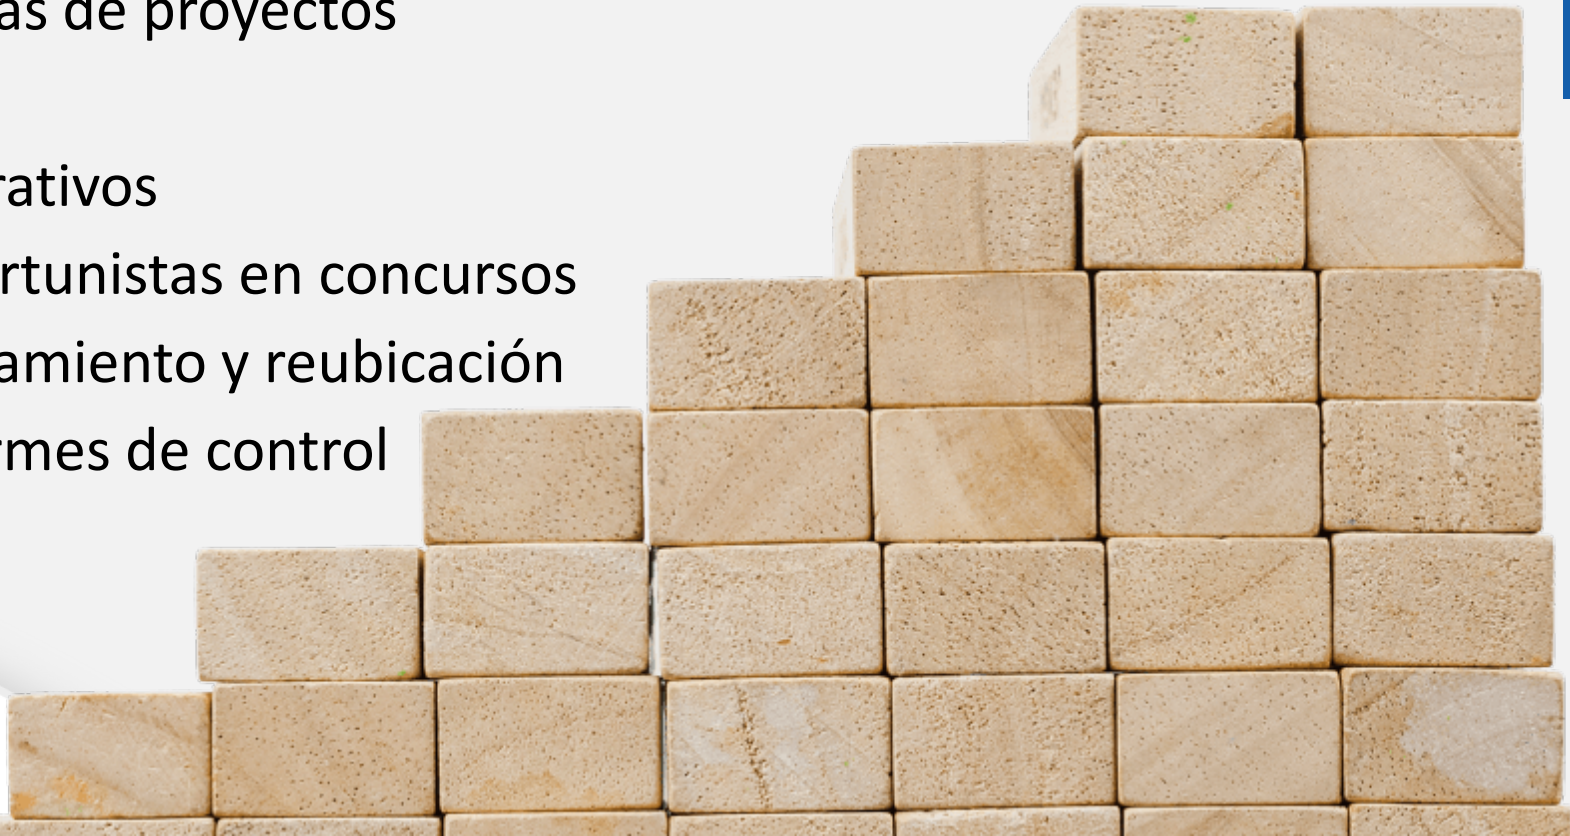 as de proyectos
rativos
rtunistas en concursos
amiento y reubicación
rmes de control